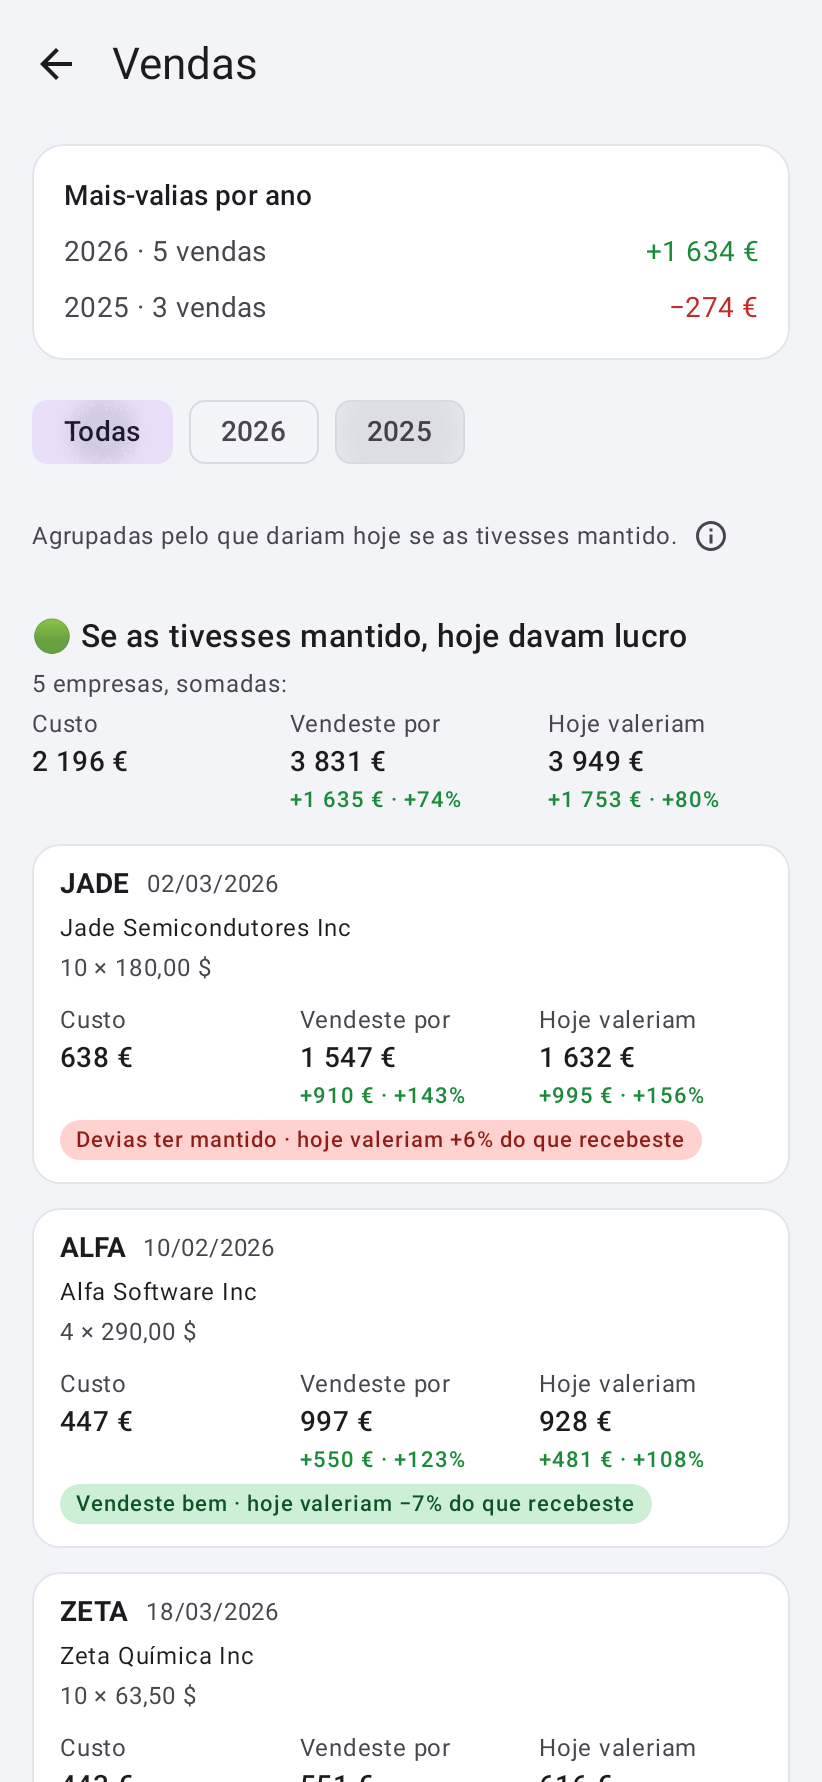 Vendas
Mais-valias por ano
2026 · 5 vendas +1 634 €
2025 · 3 vendas −274 €
Todas 2026 2025
Agrupadas pelo que dariam hoje se as tivesses mantido.
Se as tivesses mantido, hoje davam lucro
5 empresas, somadas:
Custo Vendeste por Hoje valeriam
2 196 € 3 831 € 3 949 €
+1 635 € · +74% +1 753 € · +80%
JADE 02/03/2026
Jade Semicondutores Inc
10 × 180,00 $
Custo Vendeste por Hoje valeriam
638 € 1 547 € 1 632 €
+910 € · +143% +995 € · +156%
Devias ter mantido · hoje valeriam +6% do que recebeste
ALFA 10/02/2026
Alfa Software Inc
4 × 290,00 $
Custo Vendeste por Hoje valeriam
447 € 997 € 928 €
+550 € · +123% +481 € · +108%
Vendeste bem · hoje valeriam −7% do que recebeste
ZETA 18/03/2026
Zeta Química Inc
10 × 63,50 $
Custo Vendeste por Hoje valeriam